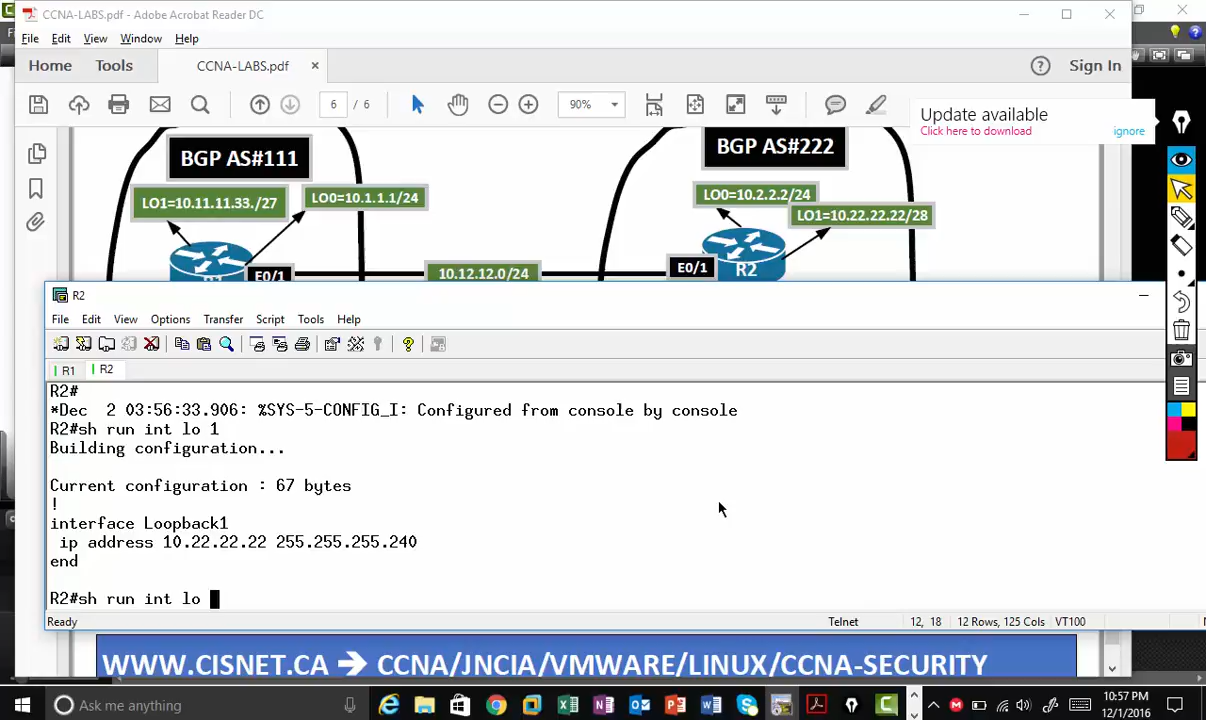 CCNA-LABS.pdf - Adobe Acrobat Reader DC
File Edit View Window Help
Home Tools CCNA-LABS.pdf × Sign In
6 / 6 90%
Update available
Click here to download ignore
BGP AS#111
BGP AS#222
LO1=10.11.11.33./27
LO0=10.1.1.1/24
LO0=10.2.2.2/24
LO1=10.22.22.22/28
E0/1
10.12.12.0/24
E0/1
R2
R2
File Edit View Options Transfer Script Tools Help
R1 R2
R2#
*Dec  2 03:56:33.906: %SYS-5-CONFIG_I: Configured from console by console
R2#sh run int lo 1
Building configuration...
Current configuration : 67 bytes
!
interface Loopback1
 ip address 10.22.22.22 255.255.255.240
end
R2#sh run int lo
Ready Telnet 12, 18 12 Rows, 125 Cols VT100
WWW.CISNET.CA ➔ CCNA/JNCIA/VMWARE/LINUX/CCNA-SECURITY
Ask me anything
10:57 PM
12/1/2016